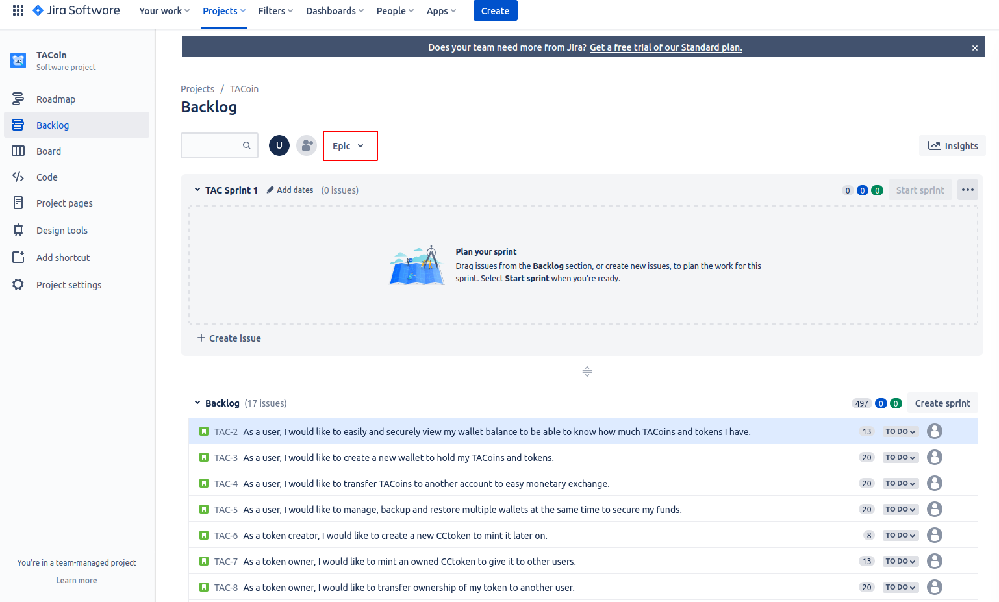 Jira Software Your work Projects Filters Dashboards People Apps Create
Does your team need more from Jira? Get a free trial of our Standard plan.
TACoin
Software project
Roadmap
Backlog
Board
Code
Project pages
Design tools
Add shortcut
Project settings
You're in a team-managed project
Learn more
Projects / TACoin
Backlog
U Epic Insights
TAC Sprint 1 Add dates (0 issues) 0 0 0 Start sprint
Plan your sprint
Drag issues from the Backlog section, or create new issues, to plan the work for this
sprint. Select Start sprint when you're ready.
+ Create issue
Backlog (17 issues) 497 0 0 Create sprint
TAC-2 As a user, I would like to easily and securely view my wallet balance to be able to know how much TACoins and tokens I have. 13 TO DO
TAC-3 As a user, I would like to create a new wallet to hold my TACoins and tokens. 20 TO DO
TAC-4 As a user, I would like to transfer TACoins to another account to easy monetary exchange. 20 TO DO
TAC-5 As a user, I would like to manage, backup and restore multiple wallets at the same time to secure my funds. 20 TO DO
TAC-6 As a token creator, I would like to create a new CCtoken to mint it later on. 8 TO DO
TAC-7 As a token owner, I would like to mint an owned CCtoken to give it to other users. 13 TO DO
TAC-8 As a token owner, I would like to transfer ownership of my token to another user. 20 TO DO